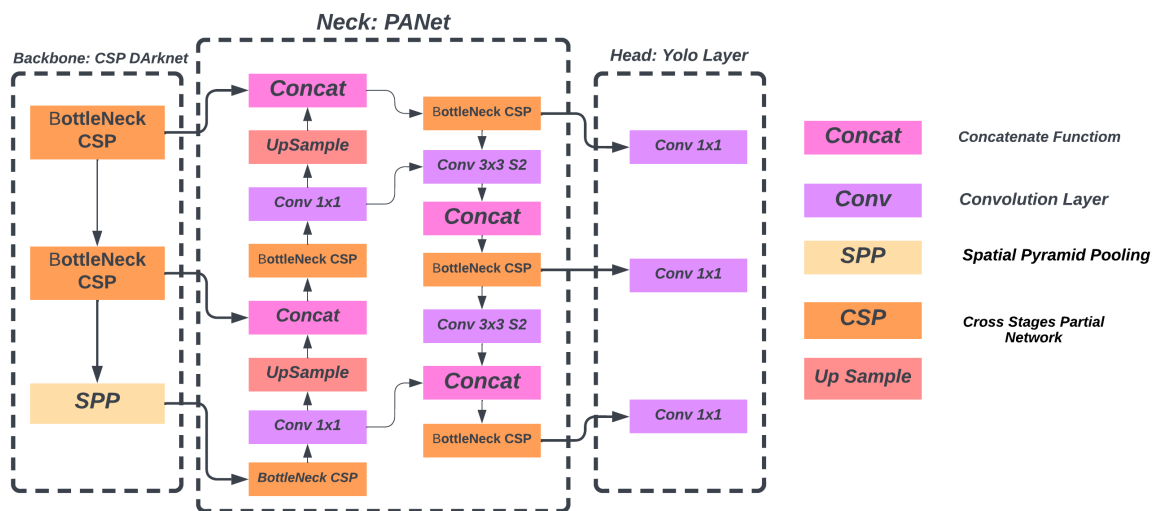 Neck: PANet
Backbone: CSP DArknet
Head: Yolo Layer
BottleNeck
CSP
BottleNeck
CSP
SPP
Concat
UpSample
Conv 1x1
BottleNeck CSP
Concat
UpSample
Conv 1x1
BottleNeck CSP
BottleNeck CSP
Conv 3x3 S2
Concat
BottleNeck CSP
Conv 3x3 S2
Concat
BottleNeck CSP
Conv 1x1
Conv 1x1
Conv 1x1
Concat
Concatenate Functiom
Conv
Convolution Layer
SPP
Spatial Pyramid Pooling
CSP
Cross Stages Partial
Network
Up Sample